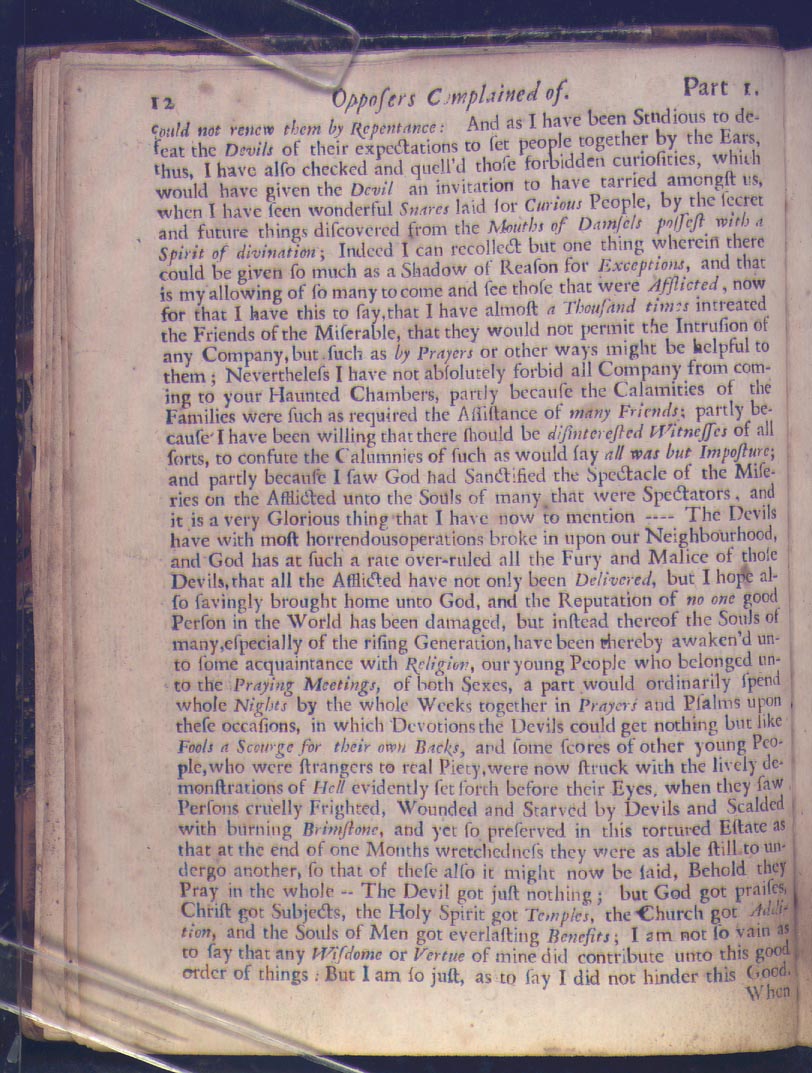 12 Oppoſers Complained of. Part 1.
could not renew them by Repentance: And as I have been Studious to de-
feat the Devils of their expectations to ſet people together by the Ears,
thus, I have alſo checked and quell'd thoſe forbidden curioſities, which
would have given the Devil an invitation to have tarried amongſt us,
when I have ſeen wonderful Snares laid for Curious People, by the ſecret
and future things diſcovered from the Mouths of Damſels poſſeſt with a
Spirit of divination; Indeed I can recollect but one thing wherein there
could be given ſo much as a Shadow of Reaſon for Exceptions, and that
is my allowing of ſo many to come and ſee thoſe that were Afflicted, now
for that I have this to ſay, that I have almoſt a Thouſand times intreated
the Friends of the Miſerable, that they would not permit the Intruſion of
any Company, but ſuch as by Prayers or other ways might be helpful to
them; Nevertheleſs I have not abſolutely forbid all Company from com-
ing to your Haunted Chambers, partly becauſe the Calamities of the
Families were ſuch as required the Aſſiſtance of many Friends; partly be-
cauſe I have been willing that there ſhould be diſintereſted Witneſſes of all
ſorts, to confute the Calumnies of ſuch as would ſay all was but Impoſture;
and partly becauſe I ſaw God had Sanctified the Spectacle of the Miſe-
ries on the Afflicted unto the Souls of many that were Spectators, and
it is a very Glorious thing that I have now to mention ---- The Devils
have with moſt horrendousoperations broke in upon our Neighbourhood,
and God has at ſuch a rate over-ruled all the Fury and Malice of thoſe
Devils, that all the Afflicted have not only been Delivered, but I hope al-
ſo ſavingly brought home unto God, and the Reputation of no one good
Perſon in the World has been damaged, but inſtead thereof the Souls of
many, eſpecially of the riſing Generation, have been thereby awaken'd un-
to ſome acquaintance with Religion, our young People who belonged un-
to the Praying Meetings, of both Sexes, a part would ordinarily ſpend
whole Nights by the whole Weeks together in Prayers and Pſalms upon
theſe occaſions, in which Devotions the Devils could get nothing but like
Fools a Scourge for their own Backs, and ſome ſcores of other young Peo-
ple, who were ſtrangers to real Piety, were now ſtruck with the lively de-
monſtrations of Hell evidently ſet forth before their Eyes, when they ſaw
Perſons cruelly Frighted, Wounded and Starved by Devils and Scalded
with burning Brimſtone, and yet ſo preſerved in this tortured Eſtate as
that at the end of one Months wretchedneſs they were as able ſtill to un-
dergo another, ſo that of theſe alſo it might now be ſaid, Behold they
Pray in the whole -- The Devil got juſt nothing; but God got praiſes,
Chriſt got Subjects, the Holy Spirit got Temples, the Church got Addi-
tion, and the Souls of Men got everlaſting Benefits; I am not ſo vain as
to ſay that any Wiſdome or Vertue of mine did contribute unto this good
order of things: But I am ſo juſt, as to ſay I did not hinder this Good.
When